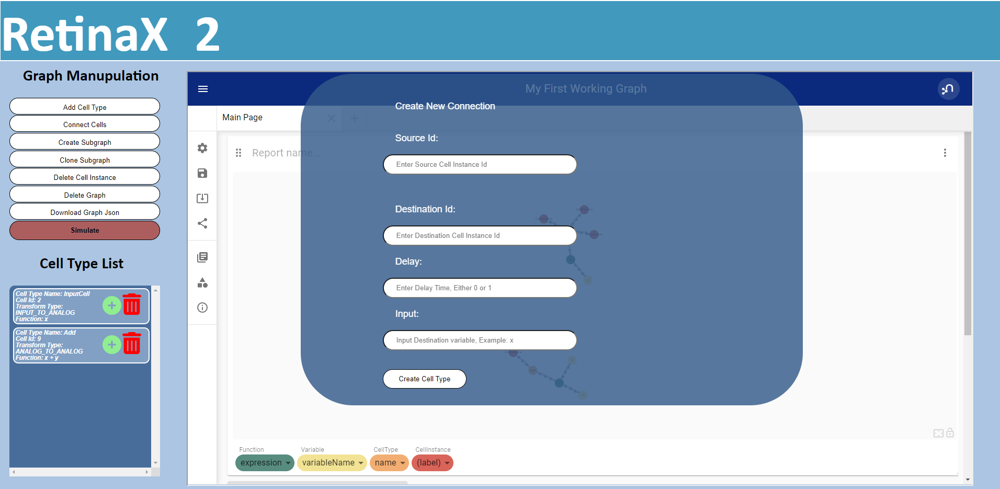 RetinaX 2
Graph Manupulation
Add Cell Type
Connect Cells
Create Subgraph
Clone Subgraph
Delete Cell Instance
Delete Graph
Download Graph Json
Simulate
Cell Type List
Cell Type Name: InputCell
Cell Id: 2
Transform Type:
INPUT_TO_ANALOG
Function: x
Cell Type Name: Add
Cell Id: 9
Transform Type:
ANALOG_TO_ANALOG
Function: x + y
My First Working Graph
Main Page
Report name...
Create New Connection
Source Id:
Enter Source Cell Instance Id
Destination Id:
Enter Destination Cell Instance Id
Delay:
Enter Delay Time, Either 0 or 1
Input:
Input Destination variable, Example: x
Create Cell Type
Function
Variable
CellType
CellInstance
expression
variableName
name
(label)